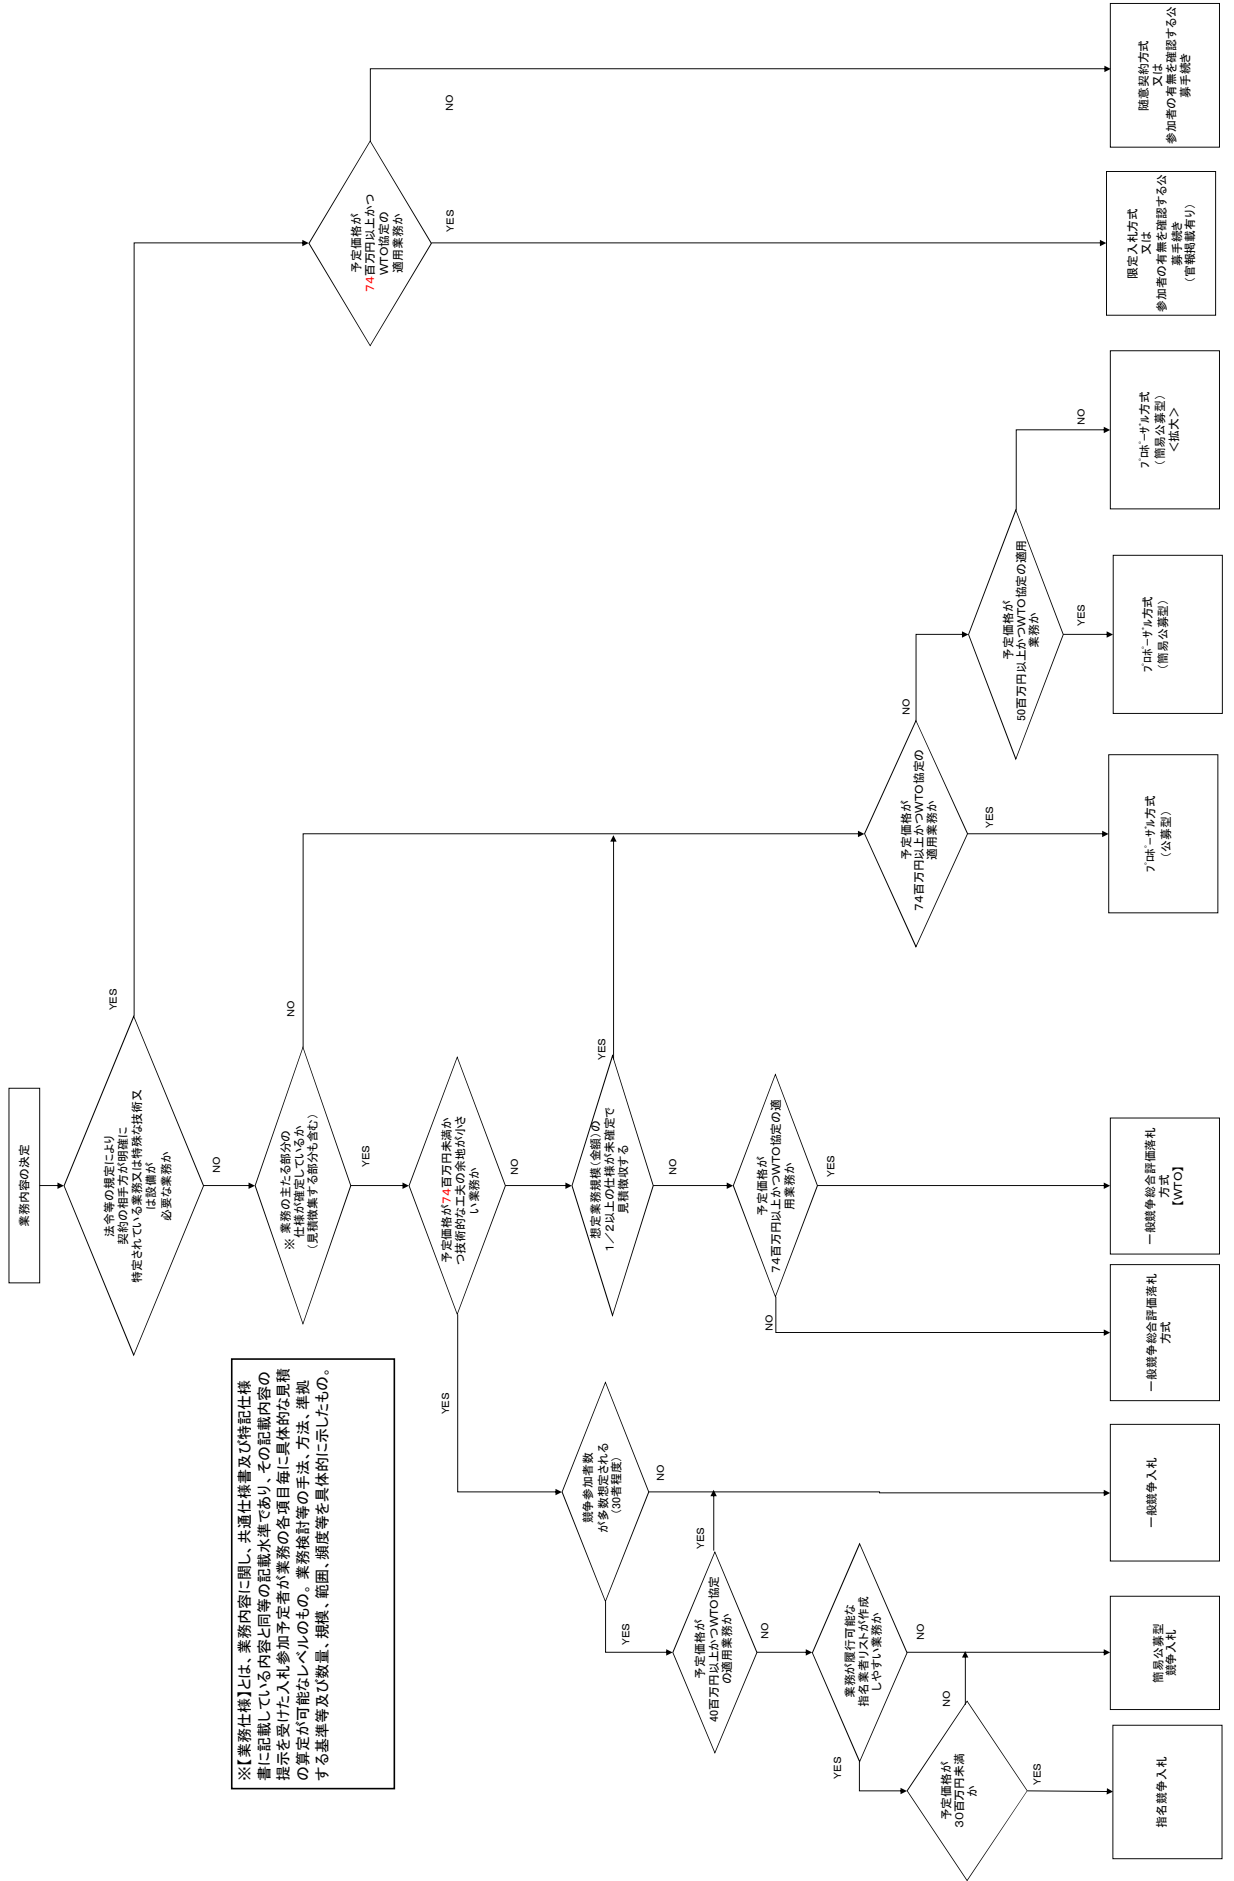 業務内容の決定
法令等の規定により
契約の相手方が明確に
特定されている業務又は特殊な技術又
は設備が
必要な業務か
YES
NO
予定価格が
74百万円以上かつ
WTO協定の
適用業務か
NO
YES
※ 業務の主たる部分の
仕様が確定しているか
（見積徴集する部分も含む）
NO
YES
予定価格が74百万円未満か
つ技術的な工夫の余地が小さ
い業務か
YES
NO
想定業務規模（金額）の
1／2以上の仕様が未確定で
見積徴収する
YES
NO
予定価格が
74百万円以上かつWTO協定の適
用業務か
YES
NO
予定価格が
74百万円以上かつWTO協定の
適用業務か
NO
YES
予定価格が
50百万円以上かつWTO協定の適用
業務か
NO
YES
※【業務仕様】とは、業務内容に関し、共通仕様書及び特記仕様
書に記載している内容と同等の記載水準であり、その記載内容の
提示を受けた入札参加予定者が業務の各項目毎に具体的な見積
の算定が可能なレベルのもの。業務検討等の手法、方法、準拠
する基準等及び数量、規模、範囲、頻度等を具体的に示したもの。
競争参加者数
が多数想定される
（30者程度）
NO
YES
予定価格が
40百万円以上かつWTO協定
の適用業務か
YES
NO
業務が履行可能な
指名業者リストが作成
しやすい業務か
NO
YES
予定価格が
30百万円未満
か
NO
YES
指名競争入札
簡易公募型
競争入札
一般競争入札
一般競争総合評価落札
方式
一般競争総合評価落札
方式
【WTO】
ﾌﾟﾛﾎﾟｰｻﾞﾙ方式
（公募型）
ﾌﾟﾛﾎﾟｰｻﾞﾙ方式
（簡易公募型）
ﾌﾟﾛﾎﾟｰｻﾞﾙ方式
（簡易公募型）
＜拡大＞
限定入札方式
又は
参加者の有無を確認する公
募手続き
（官報掲載有り）
随意契約方式
又は
参加者の有無を確認する公
募手続き